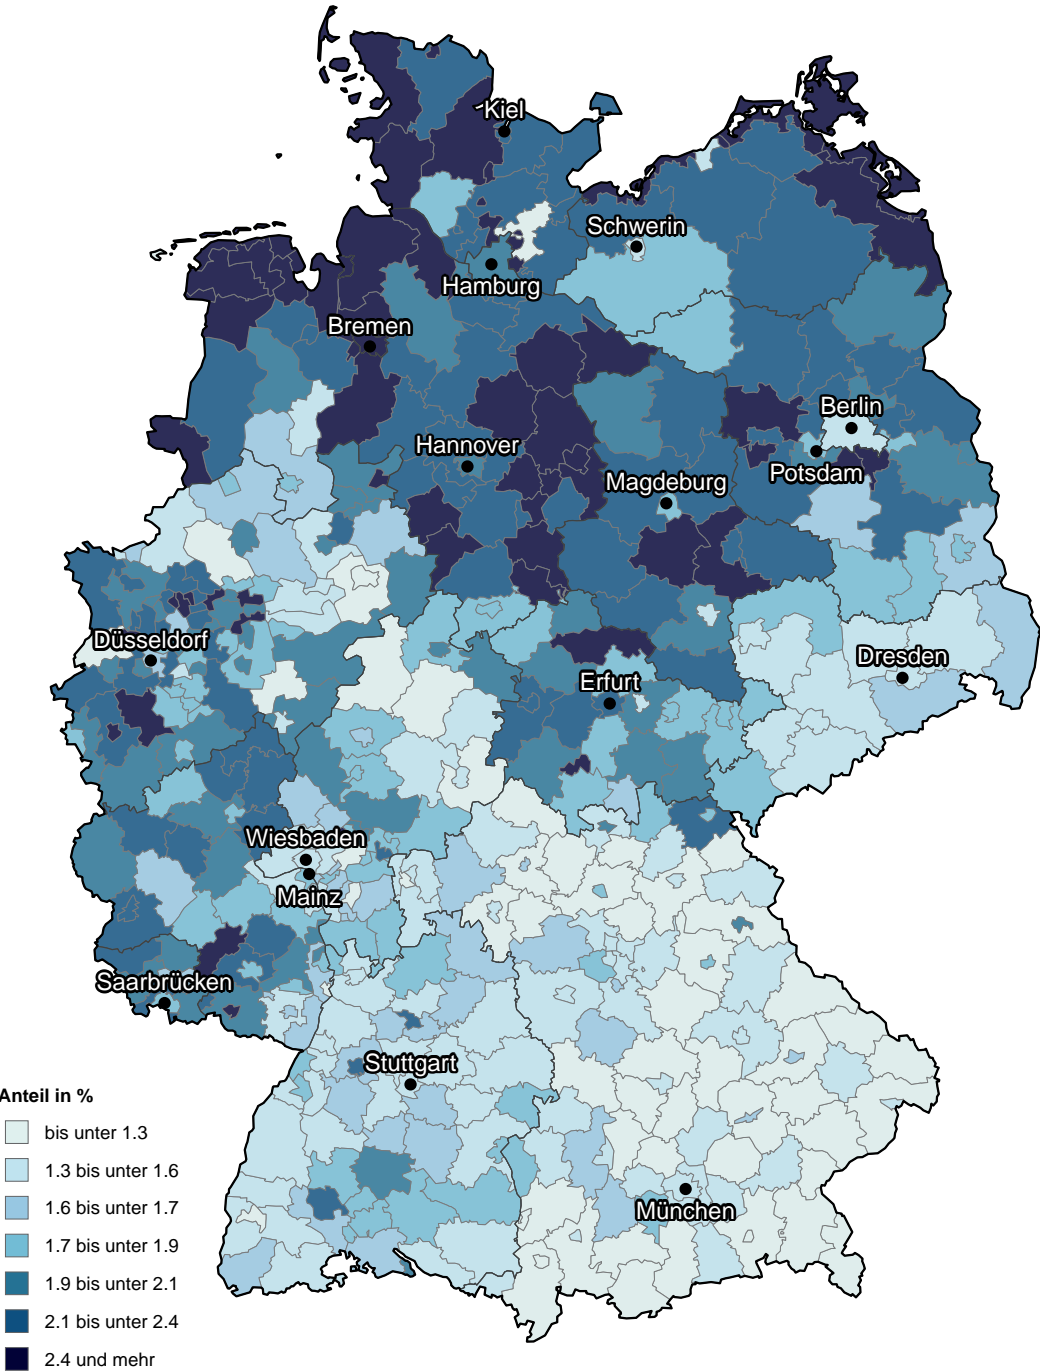 Kiel
Schwerin
Hamburg
Bremen
Berlin
Hannover
Potsdam
Magdeburg
Düsseldorf
Dresden
Erfurt
Wiesbaden
Mainz
Saarbrücken
Stuttgart
München
Anteil in %
bis unter 1.3
1.3 bis unter 1.6
1.6 bis unter 1.7
1.7 bis unter 1.9
1.9 bis unter 2.1
2.1 bis unter 2.4
2.4 und mehr